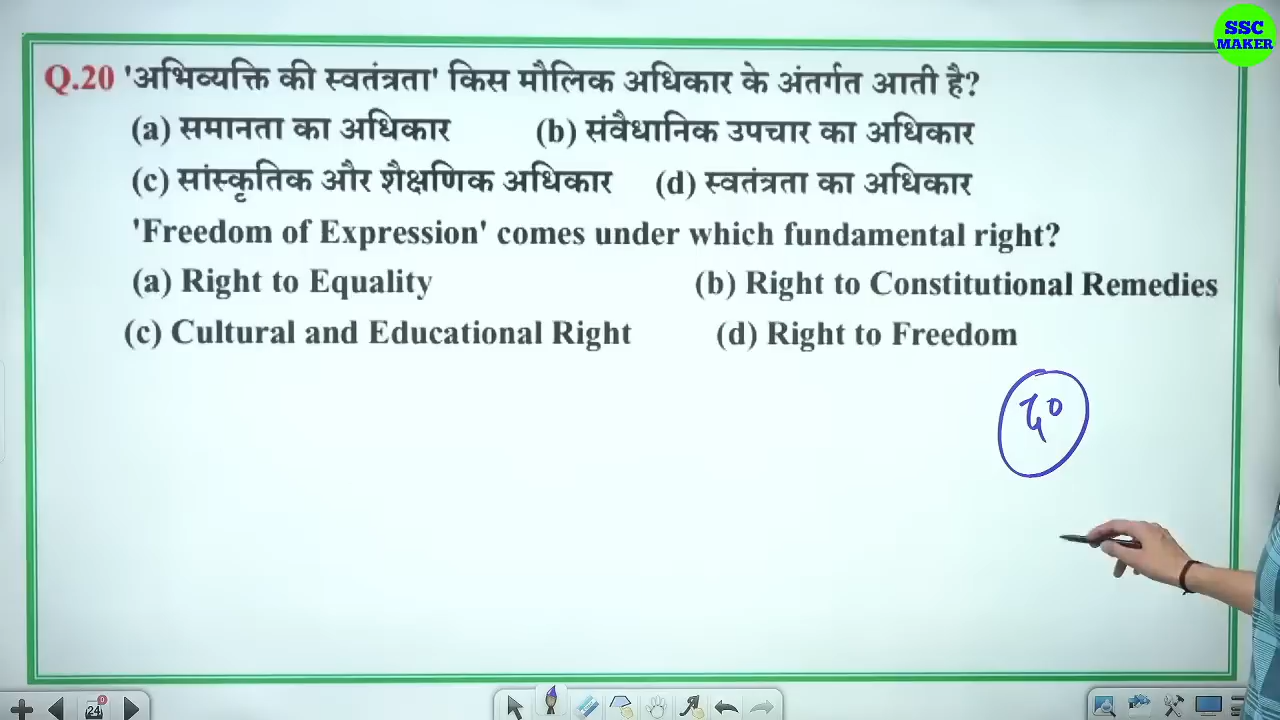 SSC
MAKER
Q.20 'अभिव्यक्ति की स्वतंत्रता' किस मौलिक अधिकार के अंतर्गत आती है?
(a) समानता का अधिकार (b) संवैधानिक उपचार का अधिकार
(c) सांस्कृतिक और शैक्षणिक अधिकार (d) स्वतंत्रता का अधिकार
'Freedom of Expression' comes under which fundamental right?
(a) Right to Equality (b) Right to Constitutional Remedies
(c) Cultural and Educational Right (d) Right to Freedom
24